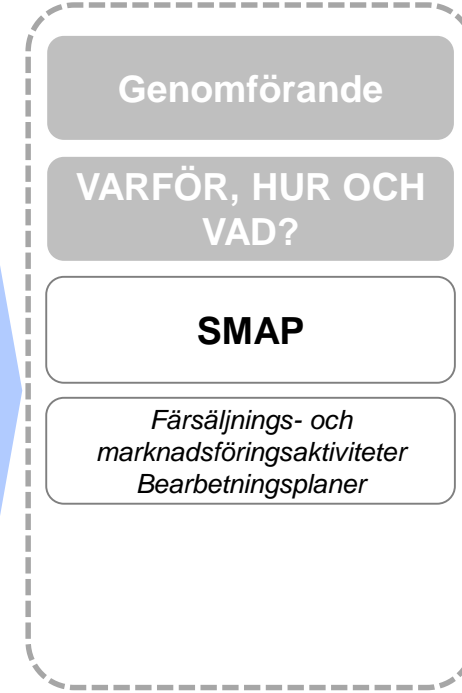 Genomförande
VARFÖR, HUR OCH
VAD?
SMAP
Färsäljnings- och
marknadsföringsaktiviteter
Bearbetningsplaner